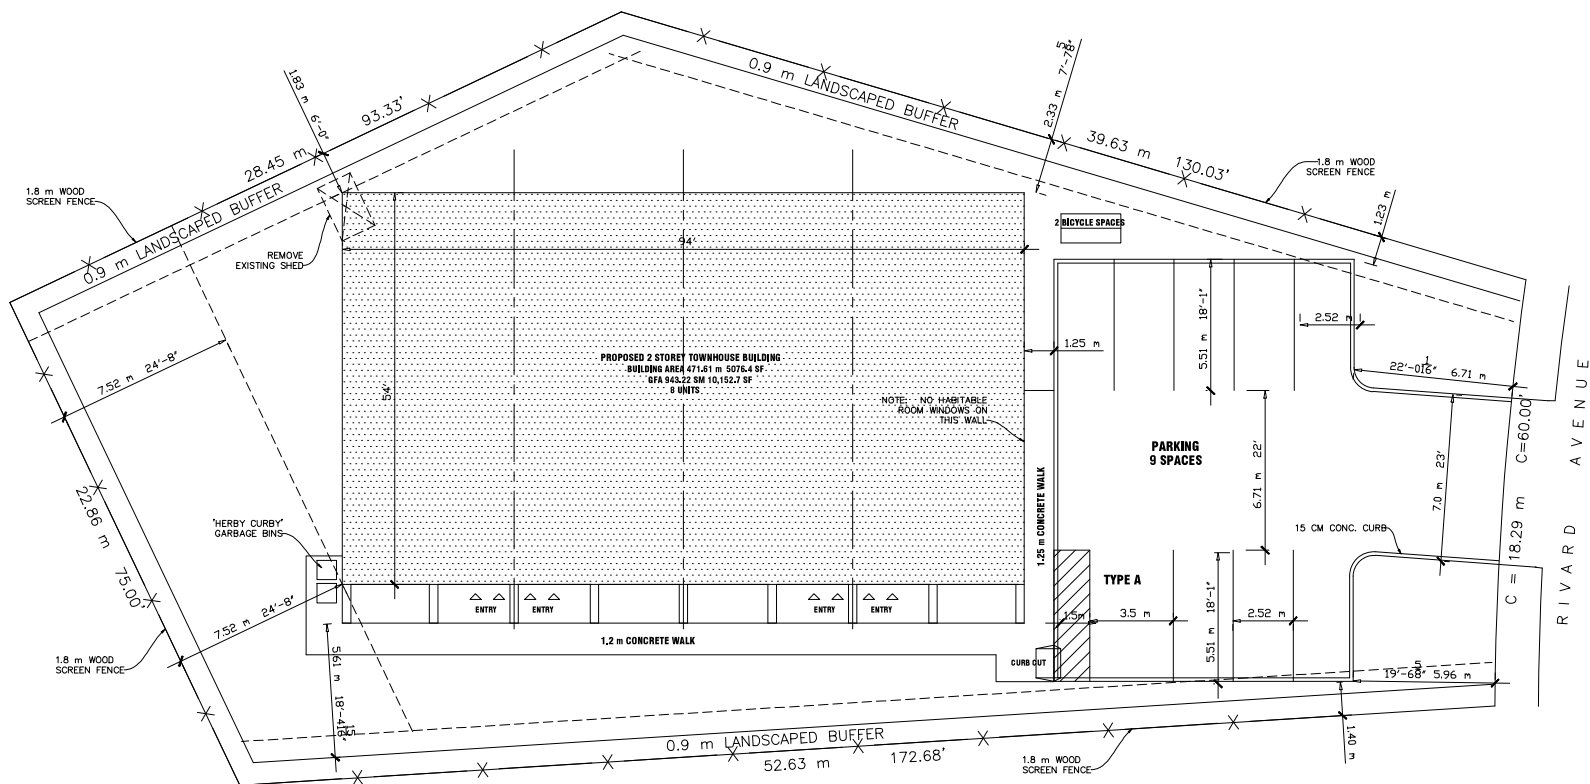 1.83 m 6'-0"
93.33'
28.45 m
0.9 m LANDSCAPED BUFFER
1.8 m WOOD
SCREEN FENCE
REMOVE
EXISTING SHED
0.9 m LANDSCAPED BUFFER
2.33 m 7'-7
39.63 m 130.03'
1.8 m WOOD
SCREEN FENCE
1.23 m
2 BICYCLE SPACES
94'
54'
PROPOSED 2 STOREY TOWNHOUSE BUILDING
BUILDING AREA 471.61 m 5076.4 SF
GFA 943.22 SM 10,152.7 SF
8 UNITS
NOTE: NO HABITABLE
ROOM WINDOWS ON
THIS WALL
1.25 m
5.51 m 18'-1"
2.52 m
22'-016" 6.71 m
1
PARKING
9 SPACES
6.71 m 22'
7.0 m 23'
C = 18.29 m C=60.00'
RIVARD AVENUE
15 CM CONC. CURB
1.25 m CONCRETE WALK
TYPE A
1.5m
3.5 m
5.51 m 18'-1"
2.52 m
CURB CUT
5
19'-68" 5.96 m
1.40 m
7.52 m 24'-8"
22.86 m 75.00'
'HERBY CURBY'
GARBAGE BINS
7.52 m 24'-8"
1.8 m WOOD
SCREEN FENCE
ENTRY
ENTRY
ENTRY
ENTRY
1.2 m CONCRETE WALK
5.61 m 18'-416"
15
0.9 m LANDSCAPED BUFFER
52.63 m 172.68'
1.8 m WOOD
SCREEN FENCE